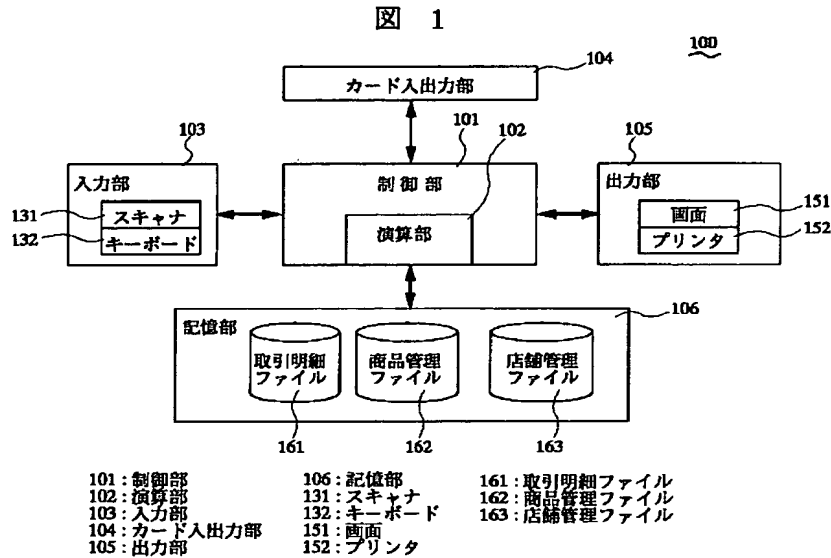 図 1
100
104
カード入出力部
103
101
102
105
入力部
131
スキャナ
132
キーボード
制御部
演算部
出力部
画面
151
プリンタ
152
記憶部
106
取引明細
ファイル
商品管理
ファイル
店舗管理
ファイル
161
162
163
101：制御部
102：演算部
103：入力部
104：カード入出力部
105：出力部
106：記憶部
131：スキャナ
132：キーボード
151：画面
152：プリンタ
161：取引明細ファイル
162：商品管理ファイル
163：店舗管理ファイル